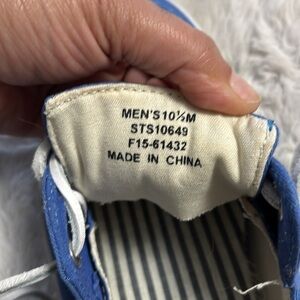 MEN'S 10½M
STS10649
F15-61432
MADE IN CHINA